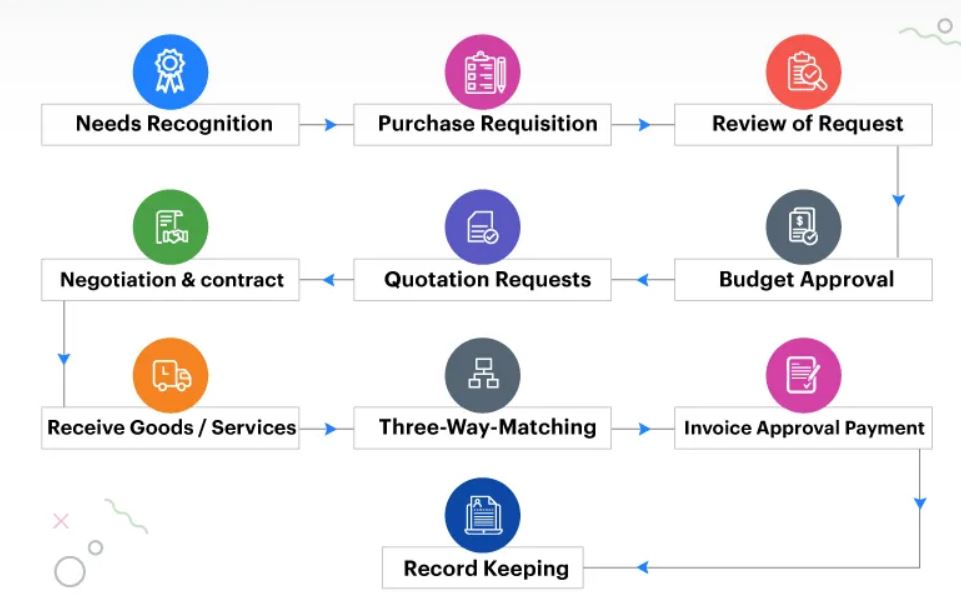 Needs Recognition
Purchase Requisition
Review of Request
Budget Approval
Quotation Requests
Negotiation & contract
Receive Goods / Services
Three-Way-Matching
Invoice Approval Payment
Record Keeping